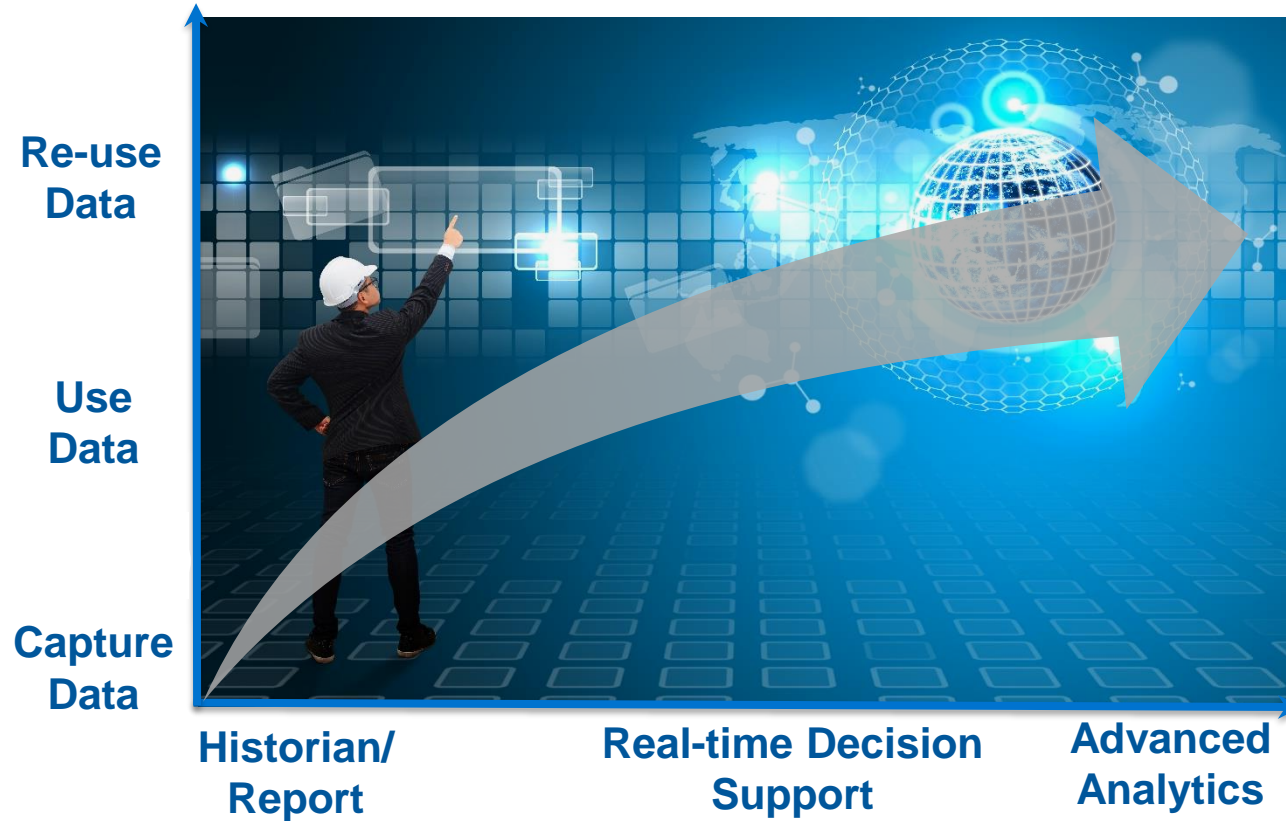 Re-use
Data
Use
Data
Capture
Data
Historian/
Report
Real-time Decision
Support
Advanced
Analytics